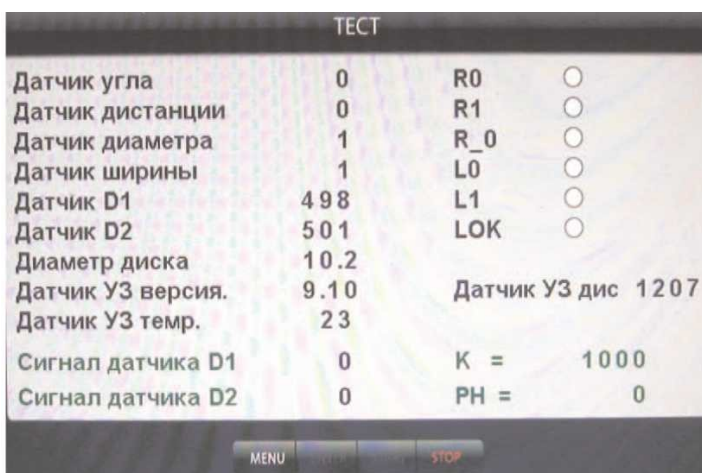 ТЕСТ
Датчик угла 0 R0
Датчик дистанции 0 R1
Датчик диаметра 1 R_0
Датчик ширины 1 L0
Датчик D1 498 L1
Датчик D2 501 LOK
Диаметр диска 10.2
Датчик УЗ версия. 9.10 Датчик УЗ дис 1207
Датчик УЗ темр. 23
Сигнал датчика D1 0 K = 1000
Сигнал датчика D2 0 PH = 0
MENU STOP